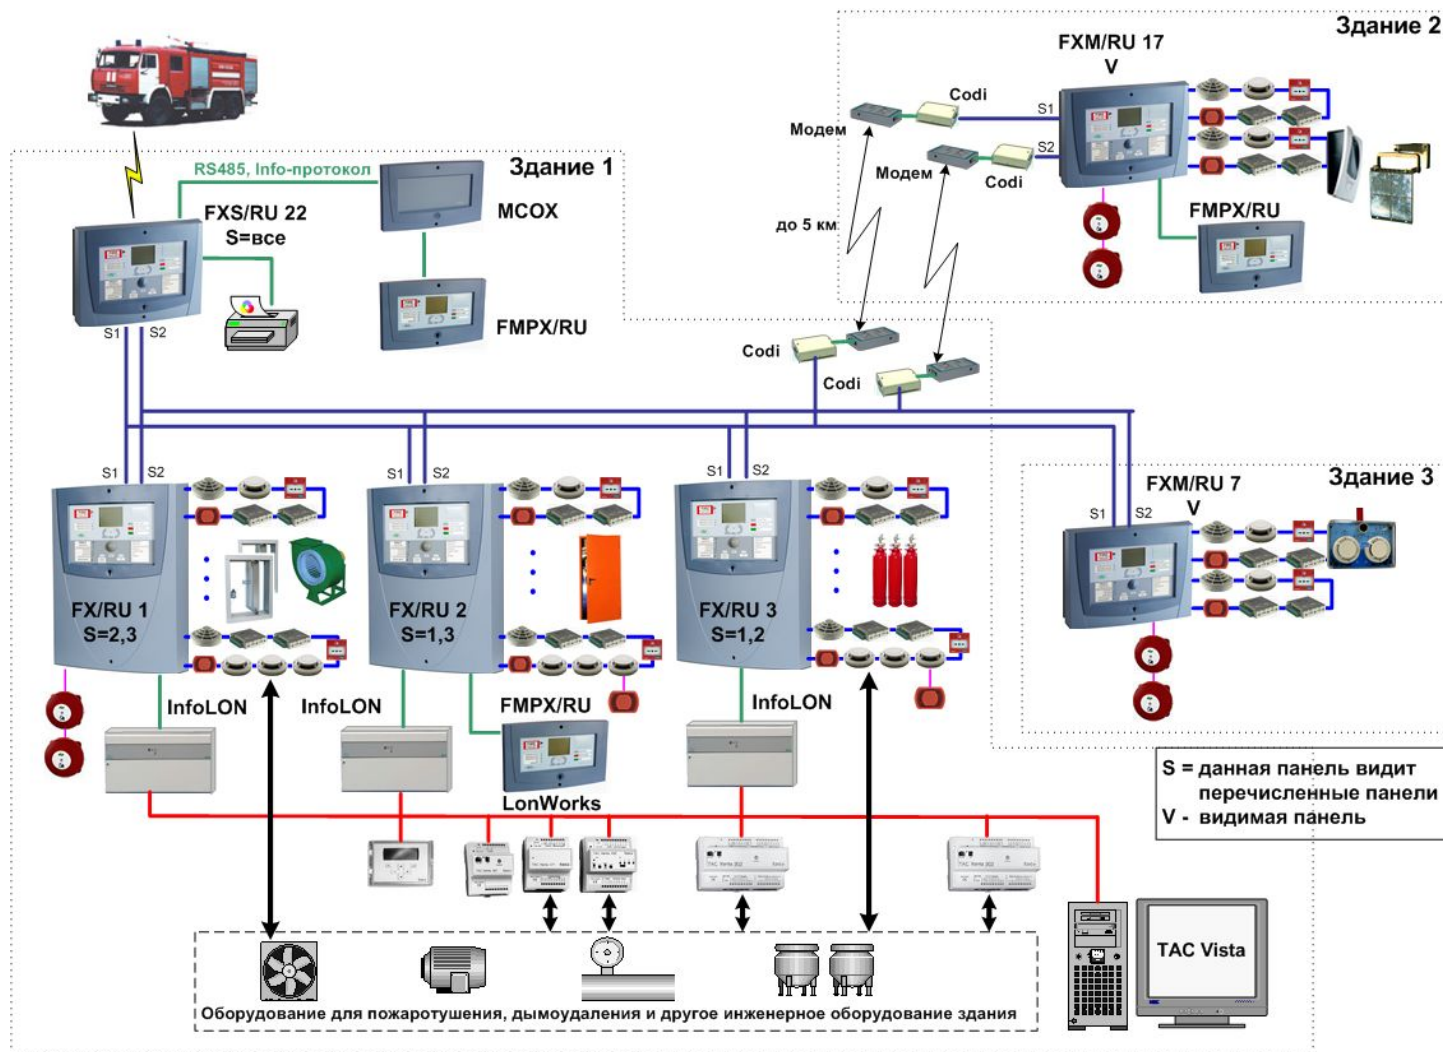 Здание 2
FXM/RU 17
V
Codi
S1
Модем
S2
Модем
Codi
до 5 км
FMPX/RU
RS485, Info-протокол
Здание 1
FXS/RU 22
S=все
MCOX
FMPX/RU
S1
S2
Codi
Codi
S1
S2
S1
S2
S1
S2
Здание 3
FXM/RU 7
V
S1
S2
FX/RU 1
S=2,3
FX/RU 2
S=1,3
FX/RU 3
S=1,2
InfoLON
InfoLON
FMPX/RU
InfoLON
LonWorks
S = данная панель видит
перечисленные панели
V - видимая панель
TAC Vista
Оборудование для пожаротушения, дымоудаления и другое инженерное оборудование здания